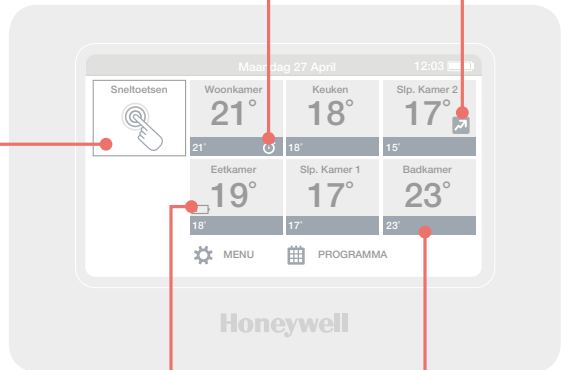 Maandag 27 April 12:03
Sneltoetsen
Woonkamer
21°
21°
Keuken
18°
18°
Slp. Kamer 2
17°
15°
Eetkamer
19°
18°
Slp. Kamer 1
17°
17°
Badkamer
23°
23°
MENU
PROGRAMMA
Honeywell